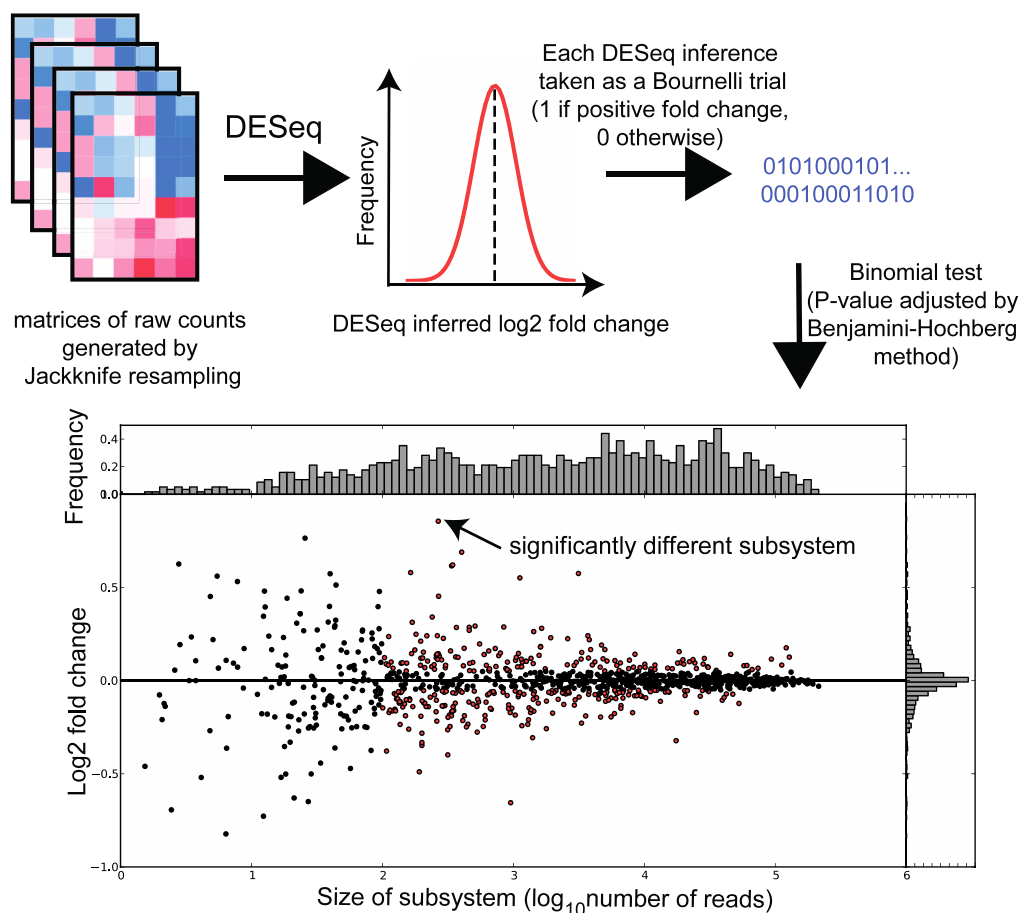 DESeq
Each DESeq inference
taken as a Bournelli trial
(1 if positive fold change,
0 otherwise)
Frequency
0101000101...
000100011010
DESeq inferred log2 fold change
matrices of raw counts
generated by
Jackknife resampling
Binomial test
(P-value adjusted by
Benjamini-Hochberg
method)
Frequency
0.4
0.2
0.0
significantly different subsystem
Log2 fold change
0.5
0.0
−0.5
−1.0
0 1 2 3 4 5 6
Size of subsystem (log10number of reads)